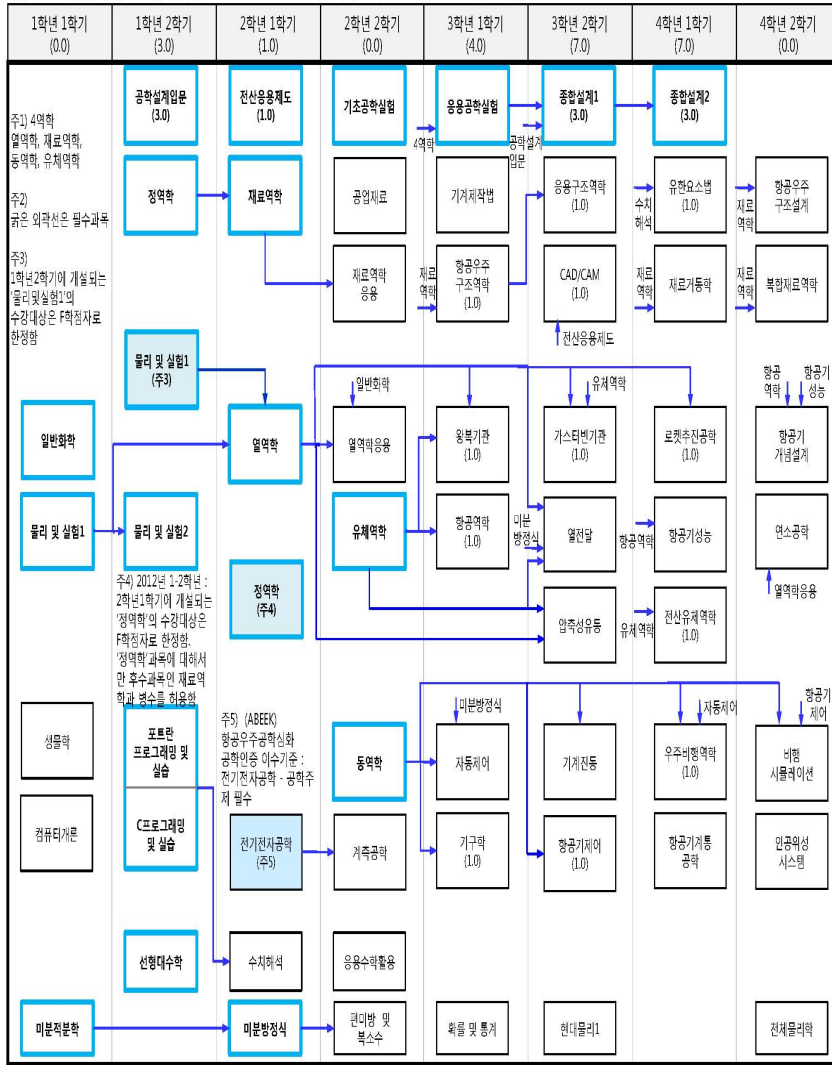 1학년 1학기
(0.0)
1학년 2학기
(3.0)
2학년 1학기
(1.0)
2학년 2학기
(0.0)
3학년 1학기
(4.0)
3학년 2학기
(7.0)
4학년 1학기
(7.0)
4학년 2학기
(0.0)
주1) 4역학
열역학, 재료역학,
동역학, 유체역학
주2)
굵은 외곽선은 필수과목
주3)
1학년2학기에 개설되는
'물리및실험1'의
수강대상은 F학점자로
한정함
공학설계입문
(3.0)
전산응용제도
(1.0)
기초공학실험
4역학
응용공학실험
공학설계
입문
종합설계1
(3.0)
종합설계2
(3.0)
정역학
재료역학
공업재료
기계제작법
응용구조역학
(1.0)
수치
해석
유한요소법
(1.0)
재료
역학
항공우주
구조설계
재료역학
응용
재료
역학
항공우주
구조역학
(1.0)
CAD/CAM
(1.0)
전산응용제도
재료
역학
재료거동학
재료
역학
복합재료역학
물리 및 실험1
(주3)
일반화학
유체역학
항공
역학
항공기
성능
일반화학
열역학
열역학응용
왕복기관
(1.0)
가스터빈기관
(1.0)
로켓추진공학
(1.0)
항공기
개념설계
물리 및 실험1
물리 및 실험2
유체역학
항공역학
(1.0)
미분
방정식
열전달
항공역학
항공기성능
연소공학
열역학응용
주4) 2012년 1-2학년 :
2학년1학기에 개설되는
'정역학'의 수강대상은
F학점자로 한정함.
'정역학'과목에 대해서
만 후수과목인 재료역
학과 병수를 허용함
정역학
(주4)
압축성유동
유체역학
전산유체역학
(1.0)
생물학
포트란
프로그래밍 및
실습
C프로그래밍
및 실습
주5) (ABEEK)
항공우주공학심화
공학인증 이수기준 :
전기전자공학 - 공학주
제 필수
동역학
미분방정식
자동제어
기계진동
자동제어
우주비행역학
(1.0)
항공기
제어
비행
시뮬레이션
컴퓨터개론
전기전자공학
(주5)
계측공학
기구학
(1.0)
항공기제어
(1.0)
항공기계통
공학
인공위성
시스템
선형대수학
수치해석
응용수학활용
미분적분학
미분방정식
편미방 및
복소수
확률 및 통계
현대물리1
천체물리학